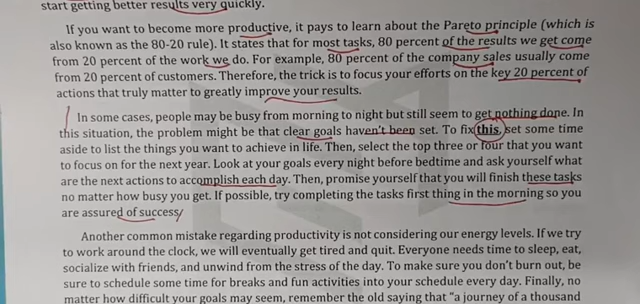 start getting better results very quickly.
If you want to become more productive, it pays to learn about the Pareto principle (which is
also known as the 80-20 rule). It states that for most tasks, 80 percent of the results we get come
from 20 percent of the work we do. For example, 80 percent of the company sales usually come
from 20 percent of customers. Therefore, the trick is to focus your efforts on the key 20 percent of
actions that truly matter to greatly improve your results.
In some cases, people may be busy from morning to night but still seem to get nothing done. In
this situation, the problem might be that clear goals haven't been set. To fix this, set some time
aside to list the things you want to achieve in life. Then, select the top three or four that you want
to focus on for the next year. Look at your goals every night before bedtime and ask yourself what
are the next actions to accomplish each day. Then, promise yourself that you will finish these tasks
no matter how busy you get. If possible, try completing the tasks first thing in the morning so you
are assured of success.
Another common mistake regarding productivity is not considering our energy levels. If we try
to work around the clock, we will eventually get tired and quit. Everyone needs time to sleep, eat,
socialize with friends, and unwind from the stress of the day. To make sure you don't burn out, be
sure to schedule some time for breaks and fun activities into your schedule every day. Finally, no
matter how difficult your goals may seem, remember the old saying that "a journey of a thousand